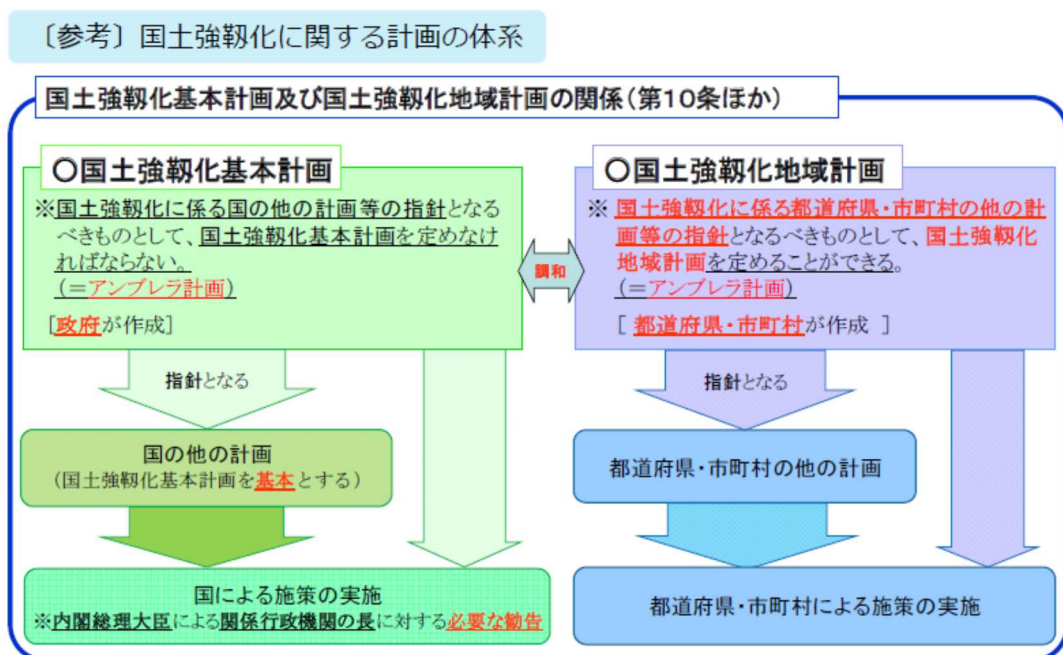 〔参考〕国土強靱化に関する計画の体系
国土強靱化基本計画及び国土強靱化地域計画の関係(第10条ほか)
〇国土強靱化基本計画
※国土強靱化に係る国の他の計画等の指針となる
べきものとして、国土強靱化基本計画を定めなけ
ればならない。
(=アンブレラ計画)
[政府が作成]
調和
〇国土強靱化地域計画
※ 国土強靱化に係る都道府県・市町村の他の計
画等の指針となるべきものとして、国土強靱化
地域計画を定めることができる。
(=アンブレラ計画)
[ 都道府県・市町村が作成 ]
指針となる
指針となる
国の他の計画
(国土強靱化基本計画を基本とする)
都道府県・市町村の他の計画
国による施策の実施
※内閣総理大臣による関係行政機関の長に対する必要な勧告
都道府県・市町村による施策の実施